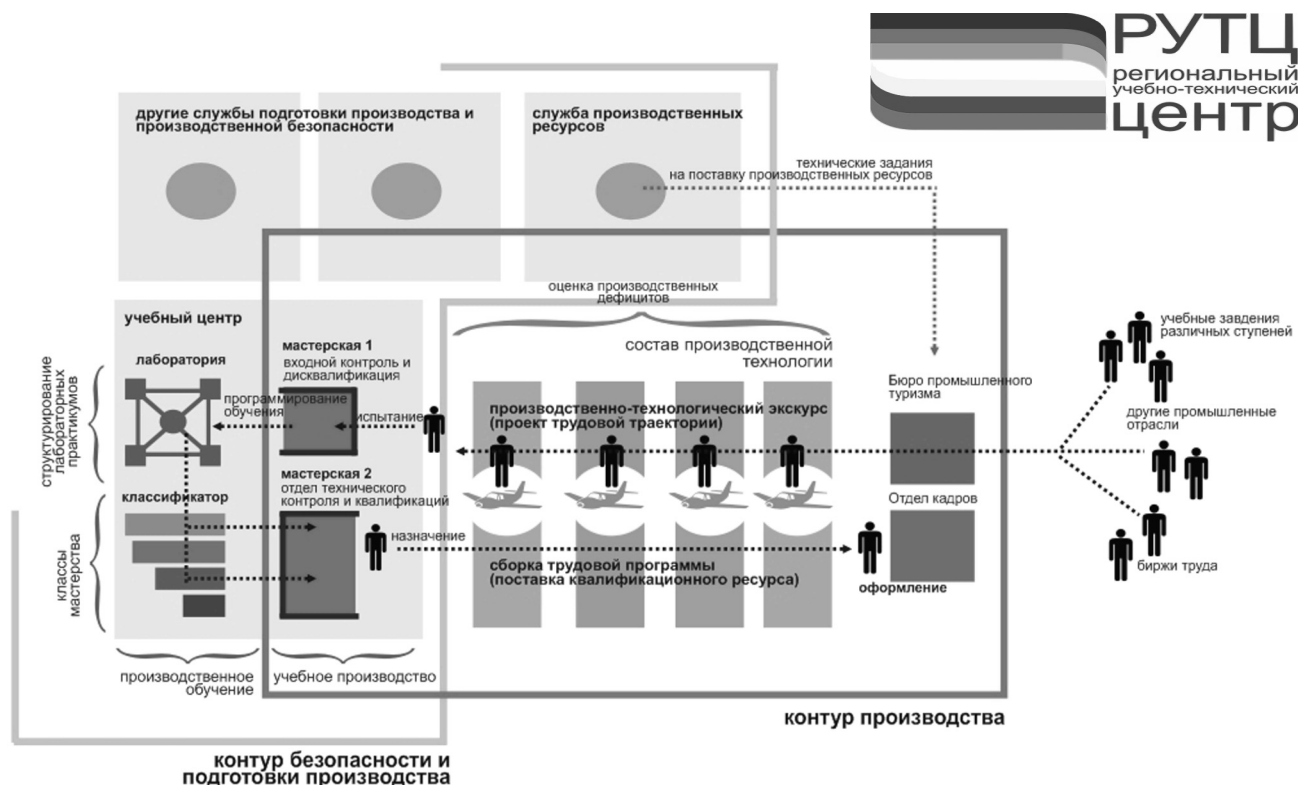 РУТЦ
региональный
учебно-технический
центр
другие службы подготовки производства и
производственной безопасности
служба производственных
ресурсов
технические задания
на поставку производственных ресурсов
оценка производственных
дефицитов
учебный центр
лаборатория
мастерская 1
входной контроль и
дисквалификация
программирование
обучения
испытание
структурирование
лабораторных
практикумов
состав производственной
технологии
производственно-технологический экскурс
(проект трудовой траектории)
Бюро промышленного
туризма
учебные завдения
различных ступеней
другие промышленные
отрасли
биржи труда
классификатор
мастерская 2
отдел технического
контроля и квалификаций
назначение
классы
мастерства
Отдел кадров
сборка трудовой программы
(поставка квалификационного ресурса)
оформление
производственное
обучение
учебное производство
контур производства
контур безопасности и
подготовки производства